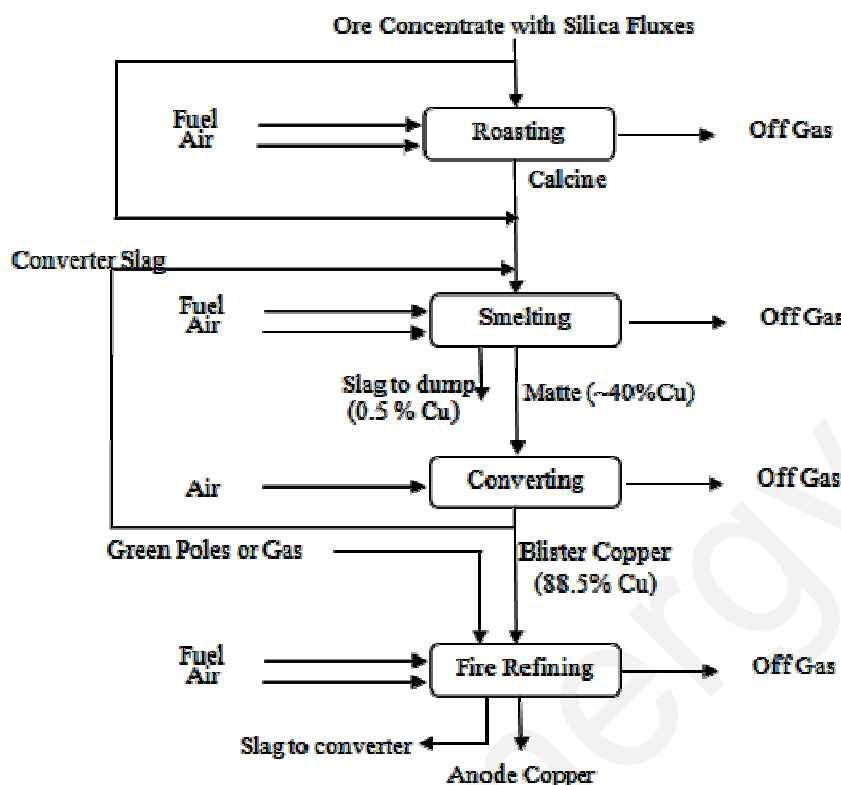 Ore Concentrate with Silica Fluxes
Fuel
Air
Roasting
Off Gas
Calcine
Converter Slag
Fuel
Air
Smelting
Off Gas
Slag to dump
(0.5 % Cu)
Matte (~40%Cu)
Air
Converting
Off Gas
Green Poles or Gas
Blister Copper
(88.5% Cu)
Fuel
Air
Fire Refining
Off Gas
Slag to converter
Anode Copper